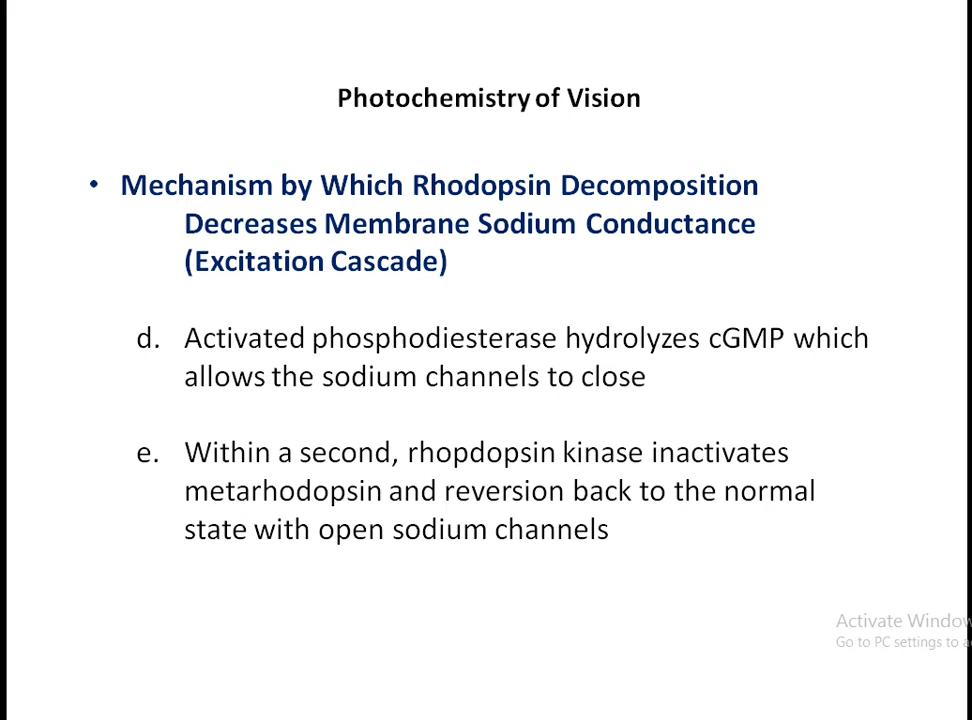 Photochemistry of Vision
• Mechanism by Which Rhodopsin Decomposition
Decreases Membrane Sodium Conductance
(Excitation Cascade)
d. Activated phosphodiesterase hydrolyzes cGMP which
allows the sodium channels to close
e. Within a second, rhopdopsin kinase inactivates
metarhodopsin and reversion back to the normal
state with open sodium channels
Activate Window
Go to PC settings to a